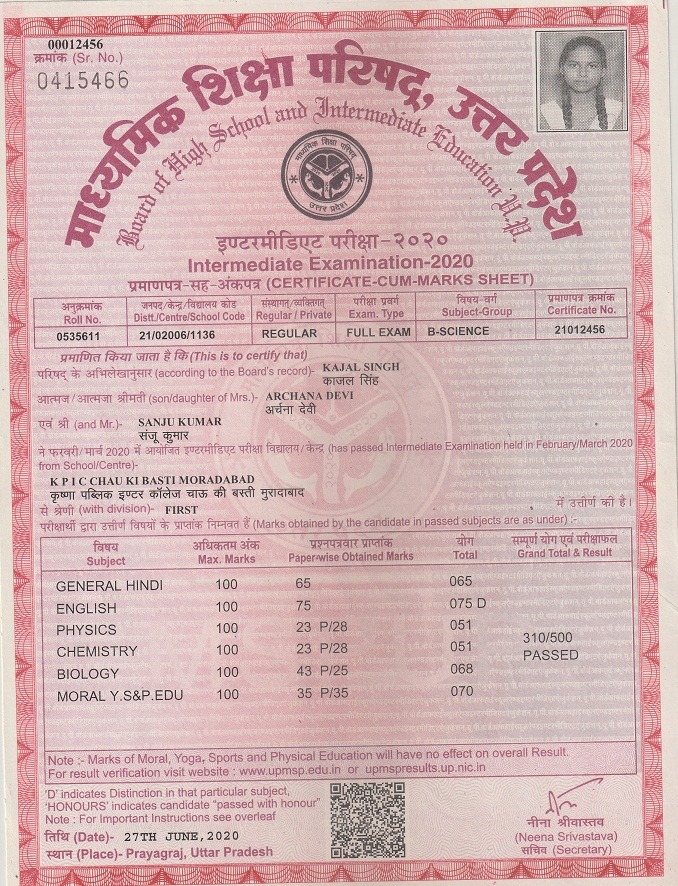 00012456
क्रमांक (Sr. No.)
0415466
माध्यमिक शिक्षा परिषद्, उत्तर प्रदेश
Board of High School and Intermediate Education U.P.
माध्यमिक शिक्षा परिषद
उत्तर प्रदेश
इण्टरमीडिएट परीक्षा-२०२०
Intermediate Examination-2020
प्रमाणपत्र-सह-अंकपत्र (CERTIFICATE-CUM-MARKS SHEET)
अनुक्रमांक जनपद/केन्द्र/विद्यालय कोड संस्थागत/व्यक्तिगत परीक्षा प्रवर्ग विषय-वर्ग प्रमाणपत्र क्रमांक
Roll No. Distt./Centre/School Code Regular / Private Exam. Type Subject-Group Certificate No.
0535611 21/02006/1136 REGULAR FULL EXAM B-SCIENCE 21012456
प्रमाणित किया जाता है कि (This is to certify that)
परिषद के अभिलेखानुसार (according to the Board's record)- KAJAL SINGH
काजल सिंह
आत्मज/आत्मजा श्रीमती (son/daughter of Mrs.)- ARCHANA DEVI
अर्चना देवी
एवं श्री (and Mr.)- SANJU KUMAR
संजू कुमार
ने फरवरी/मार्च 2020 में आयोजित इण्टरमीडिएट परीक्षा विद्यालय/केन्द्र (has passed Intermediate Examination held in February/March 2020
from School/Centre)-
K P I C CHAU KI BASTI MORADABAD
कृष्णा पब्लिक इण्टर कॉलेज चाऊ की बस्ती मुरादाबाद
से श्रेणी (with division)- FIRST में उत्तीर्ण की है।
परीक्षार्थी द्वारा उत्तीर्ण विषयों के प्राप्तांक निम्नवत हैं (Marks obtained by the candidate in passed subjects are as under) :-
विषय अधिकतम अंक प्रश्नपत्रवार प्राप्तांक योग सम्पूर्ण योग एवं परीक्षाफल
Subject Max. Marks Paper-wise Obtained Marks Total Grand Total & Result
GENERAL HINDI 100 65 065
ENGLISH 100 75 075 D
PHYSICS 100 23 P/28 051
310/500
CHEMISTRY 100 23 P/28 051
PASSED
BIOLOGY 100 43 P/25 068
MORAL Y.S&P.EDU 100 35 P/35 070
Note :- Marks of Moral, Yoga, Sports and Physical Education will have no effect on overall Result.
For result verification visit website : www.upmsp.edu.in or upmspresults.up.nic.in
'D' indicates Distinction in that particular subject,
'HONOURS' indicates candidate "passed with honour"
Note : For Important Instructions see overleaf
तिथि (Date)- 27TH JUNE,2020
स्थान (Place)- Prayagraj, Uttar Pradesh
नीना श्रीवास्तव
(Neena Srivastava)
सचिव (Secretary)